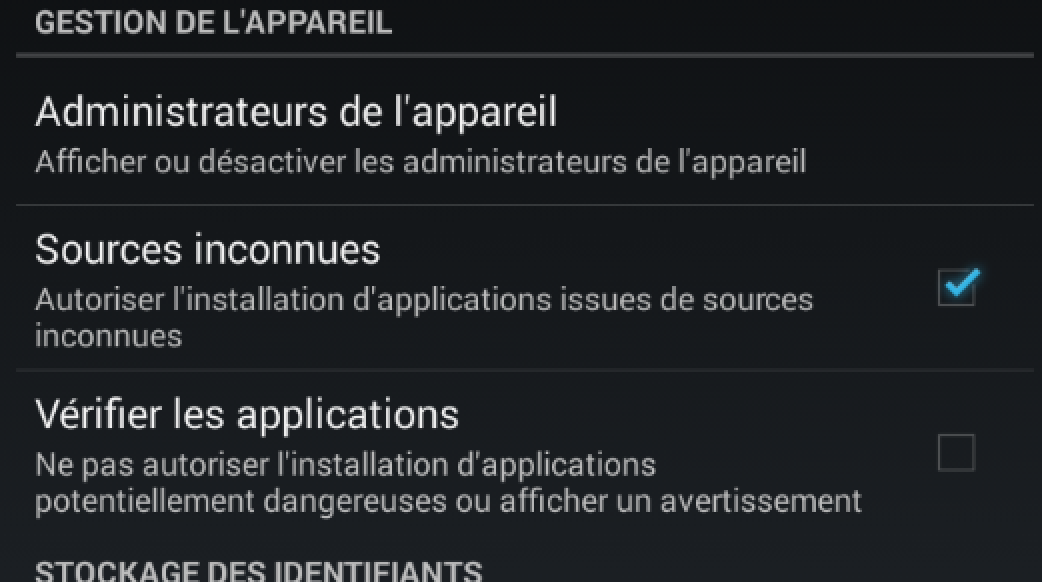 GESTION DE L'APPAREIL
Administrateurs de l'appareil
Afficher ou désactiver les administrateurs de l'appareil
Sources inconnues
Autoriser l'installation d'applications issues de sources
inconnues
Vérifier les applications
Ne pas autoriser l'installation d'applications
potentiellement dangereuses ou afficher un avertissement
STOCKAGE DES IDENTIFIANTS